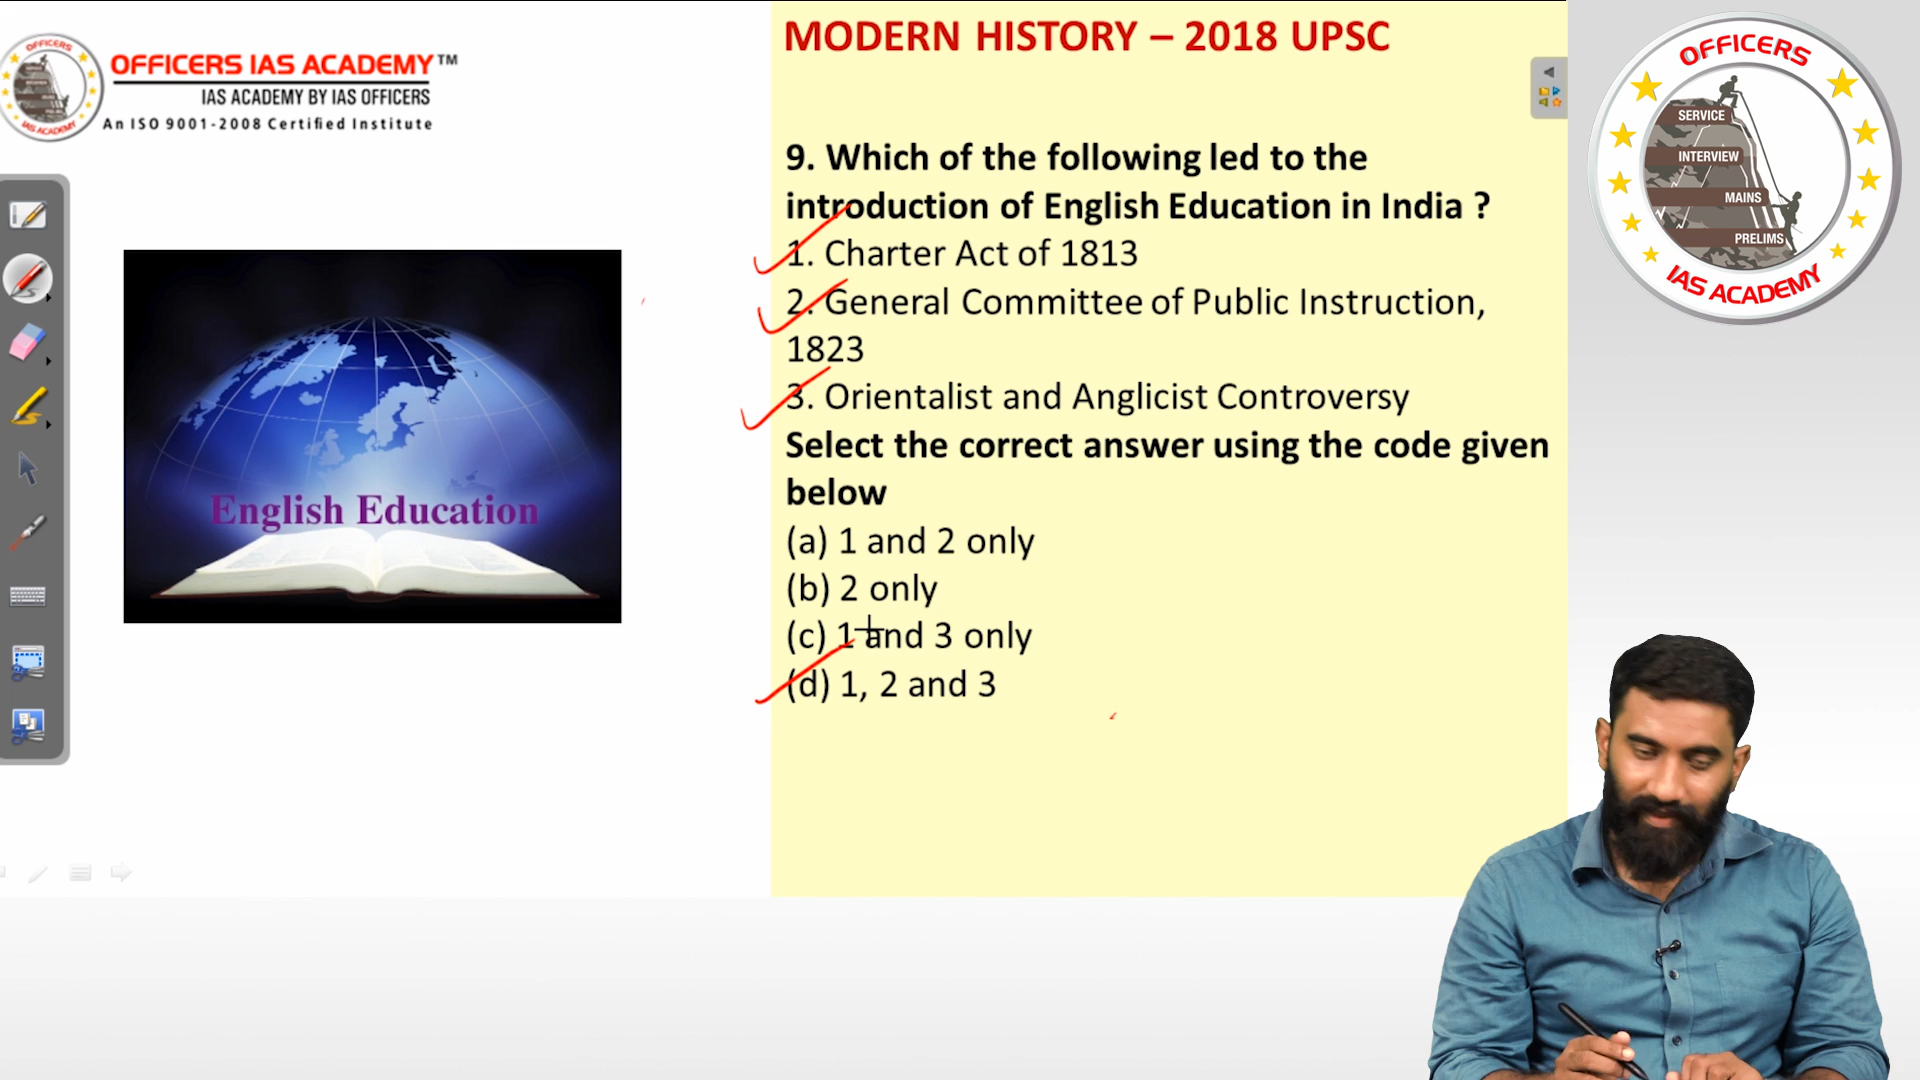 OFFICERS IAS ACADEMY™
IAS ACADEMY BY IAS OFFICERS
An ISO 9001-2008 Certified Institute
OFFICERS
IAS ACADEMY
English Education
MODERN HISTORY – 2018 UPSC
9. Which of the following led to the
introduction of English Education in India ?
1. Charter Act of 1813
2. General Committee of Public Instruction,
1823
3. Orientalist and Anglicist Controversy
Select the correct answer using the code given
below
(a) 1 and 2 only
(b) 2 only
(c) 1 and 3 only
(d) 1, 2 and 3
OFFICERS
SERVICE
INTERVIEW
MAINS
PRELIMS
IAS ACADEMY